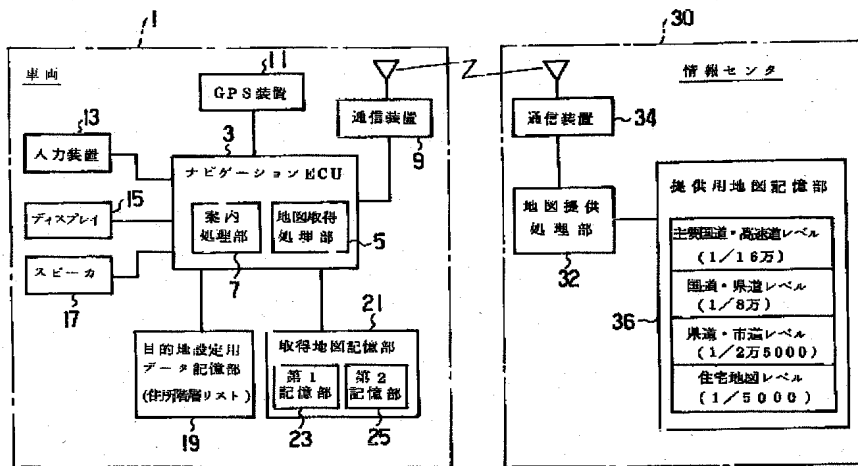 1
30
車両
情報センタ
11
GPS装置
13
入力装置
3
ナビゲーションECU
通信装置
9
通信装置
34
15
ディスプレイ
案内
処理部
7
地図取得
処理部
5
スピーカ
17
地図提供
処理部
32
提供用地図記憶部
主要国道・高速道レベル
(1/16万)
国道・県道レベル
(1/8万)
36
県道・市道レベル
(1/2万5000)
住宅地図レベル
(1/5000)
目的地設定用
データ記憶部
(住所階層リスト)
19
21
取得地図記憶部
第1
記憶部
23
第2
記憶部
25